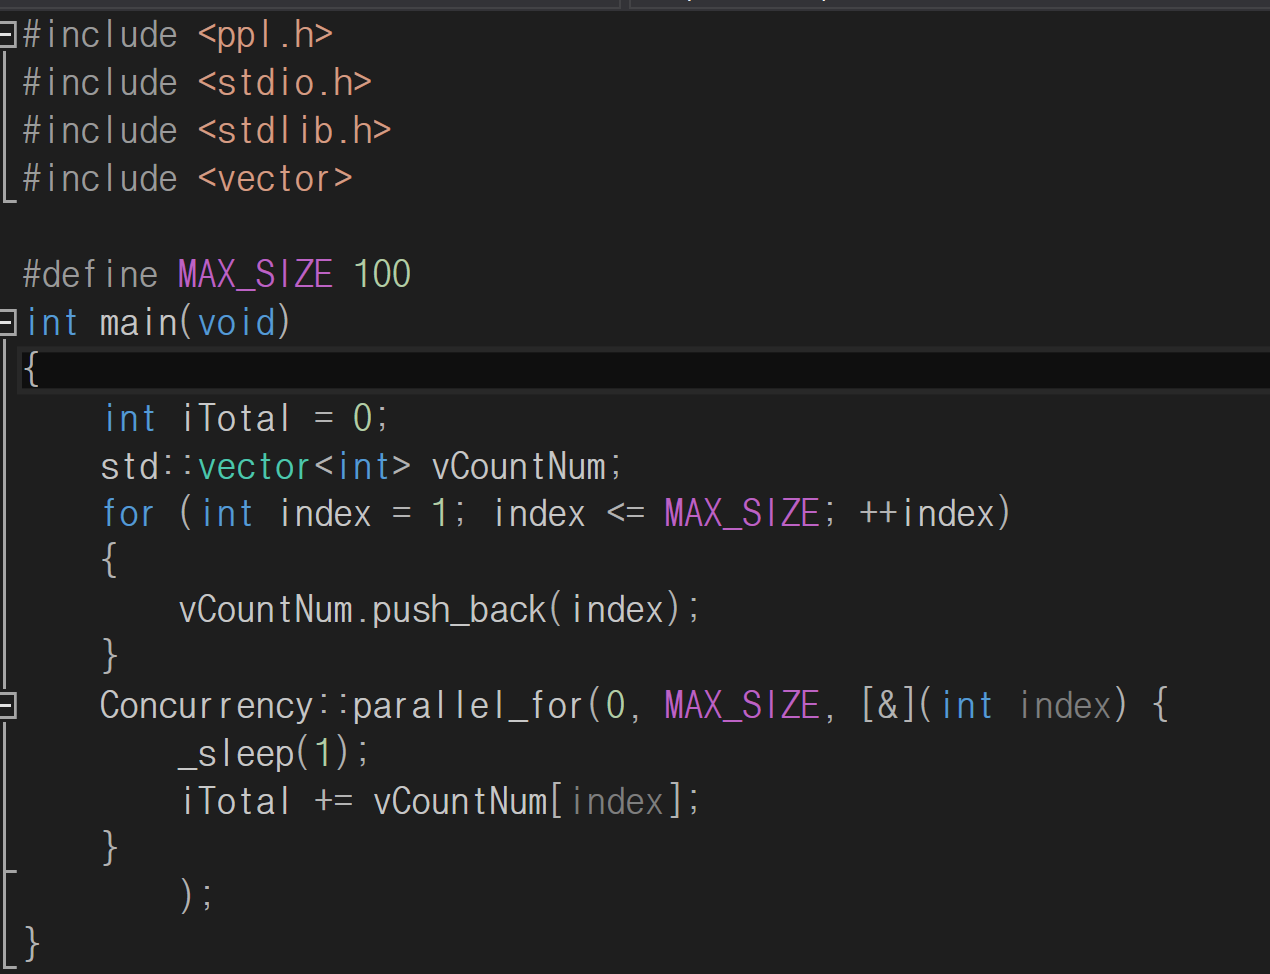 #include <ppl.h>
#include <stdio.h>
#include <stdlib.h>
#include <vector>
#define MAX_SIZE 100
int main(void)
{
int iTotal = 0;
std::vector<int> vCountNum;
for (int index = 1; index <= MAX_SIZE; ++index)
{
vCountNum.push_back(index);
}
Concurrency::parallel_for(0, MAX_SIZE, [&](int index) {
_sleep(1);
iTotal += vCountNum[index];
}
);
}